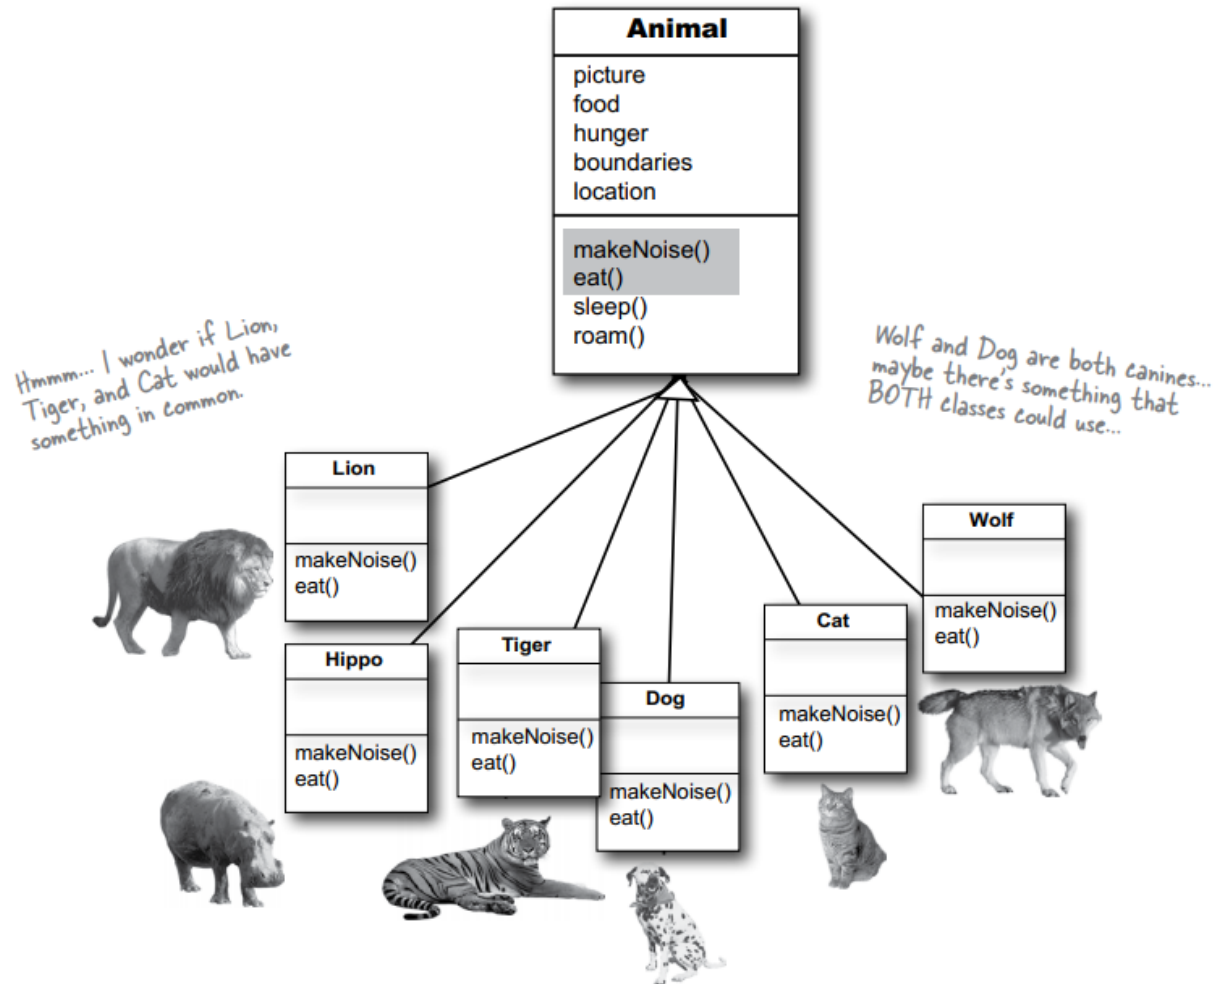 Animal
picture
food
hunger
boundaries
location
makeNoise()
eat()
sleep()
roam()
Hmmm... I wonder if Lion,
Tiger, and Cat would have
something in common.
Wolf and Dog are both canines...
maybe there's something that
BOTH classes could use...
Lion
makeNoise()
eat()
Hippo
makeNoise()
eat()
Tiger
makeNoise()
eat()
Dog
makeNoise()
eat()
Cat
makeNoise()
eat()
Wolf
makeNoise()
eat()